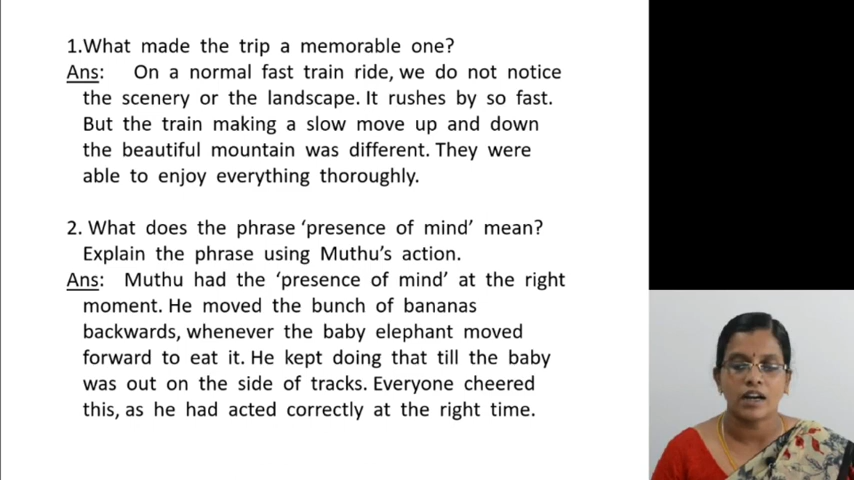 1.What made the trip a memorable one?
Ans: On a normal fast train ride, we do not notice
the scenery or the landscape. It rushes by so fast.
But the train making a slow move up and down
the beautiful mountain was different. They were
able to enjoy everything thoroughly.
2. What does the phrase ‘presence of mind’ mean?
Explain the phrase using Muthu’s action.
Ans: Muthu had the ‘presence of mind’ at the right
moment. He moved the bunch of bananas
backwards, whenever the baby elephant moved
forward to eat it. He kept doing that till the baby
was out on the side of tracks. Everyone cheered
this, as he had acted correctly at the right time.